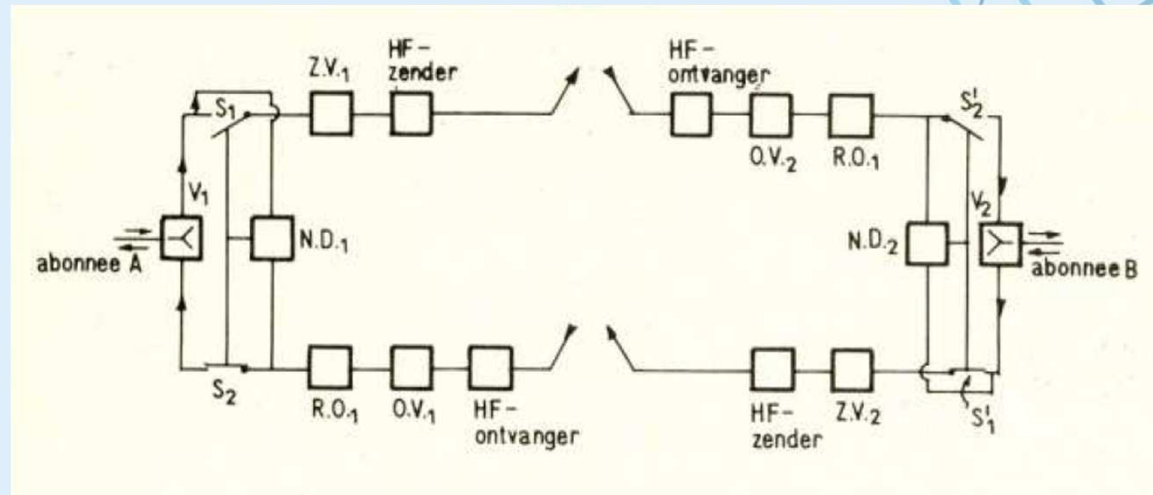 HF-
zender
Z.V.1
HF-
ontvanger
S1
S'2
O.V.2
R.O.1
V1
V2
N.D.1
N.D.2
abonnee A
abonnee B
S2
R.O.1
O.V.1
HF-
ontvanger
HF-
zender
Z.V.2
S'1